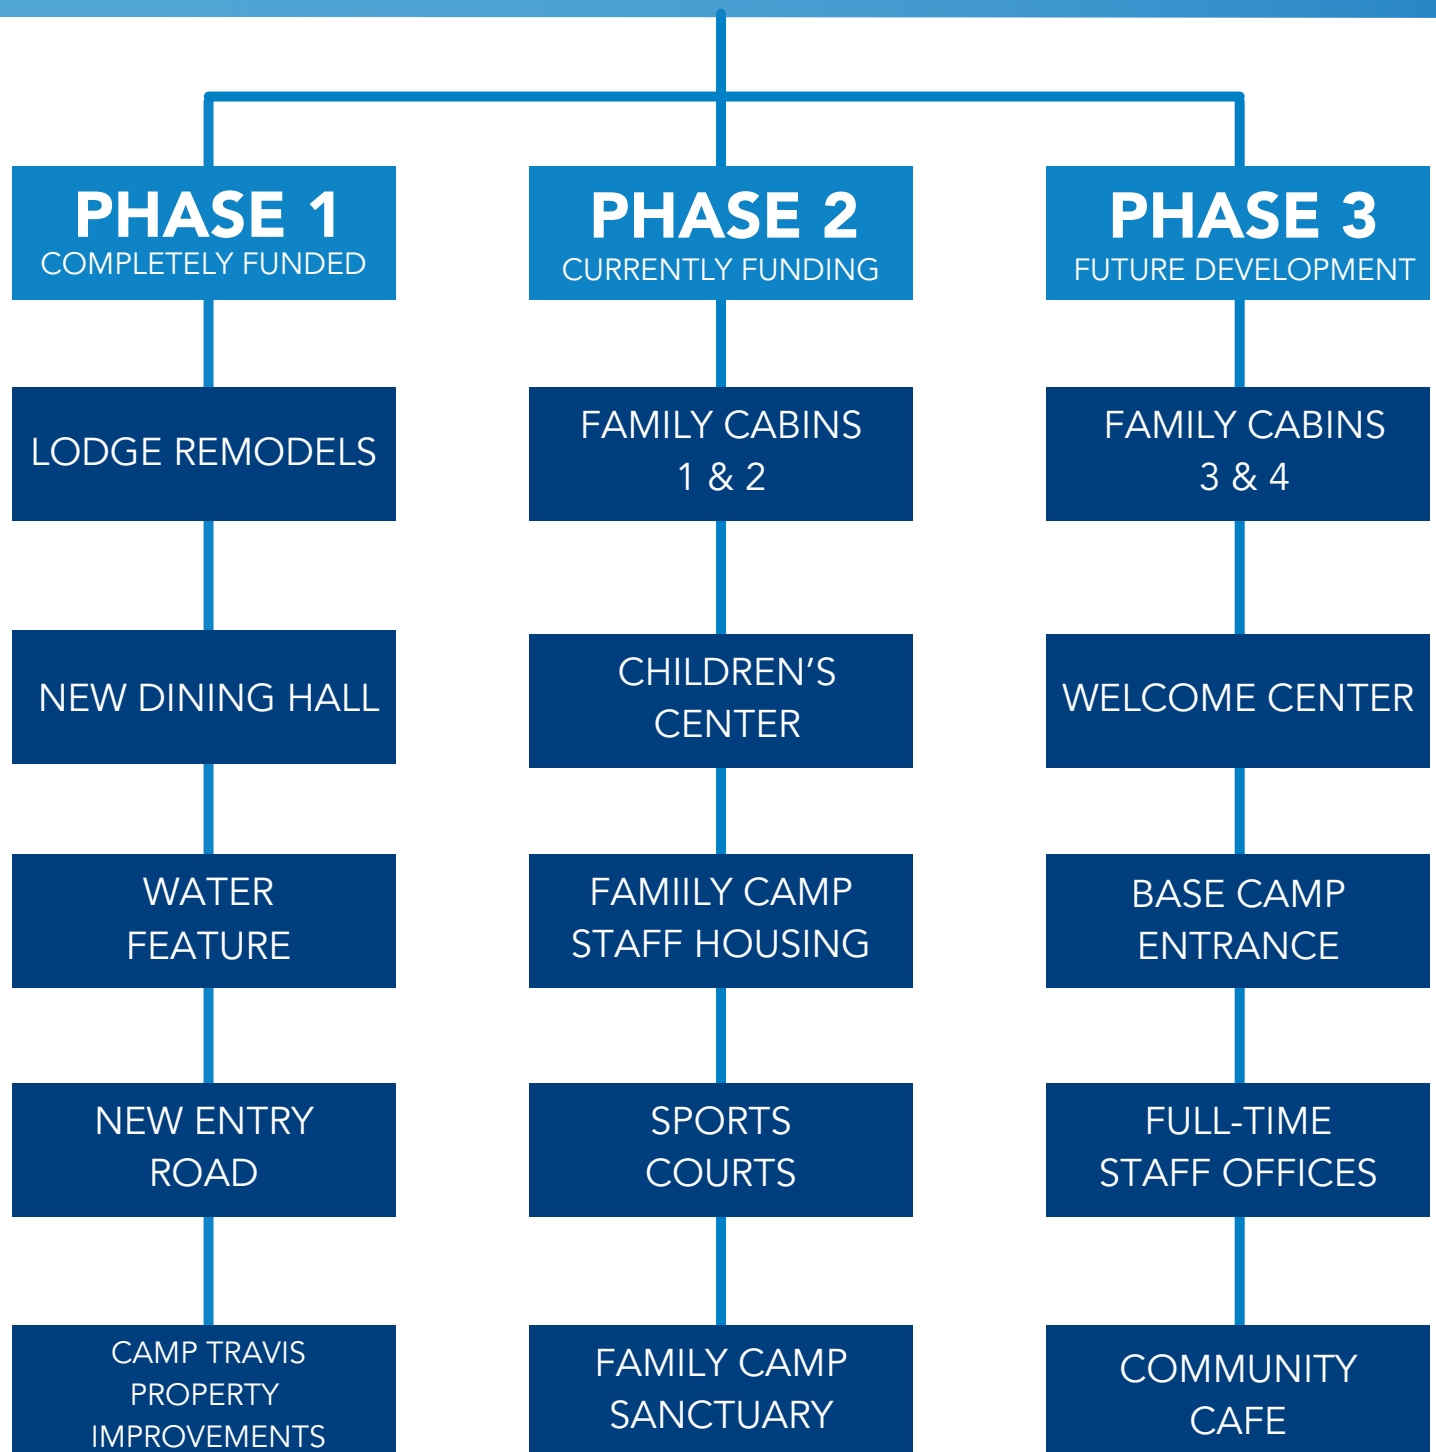 PHASE 1
COMPLETELY FUNDED
LODGE REMODELS
NEW DINING HALL
WATER
FEATURE
NEW ENTRY
ROAD
CAMP TRAVIS
PROPERTY
IMPROVEMENTS
PHASE 2
CURRENTLY FUNDING
FAMILY CABINS
1 & 2
CHILDREN'S
CENTER
FAMIILY CAMP
STAFF HOUSING
SPORTS
COURTS
FAMILY CAMP
SANCTUARY
PHASE 3
FUTURE DEVELOPMENT
FAMILY CABINS
3 & 4
WELCOME CENTER
BASE CAMP
ENTRANCE
FULL-TIME
STAFF OFFICES
COMMUNITY
CAFE